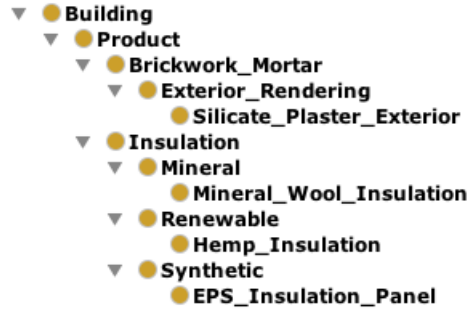 Building
Product
Brickwork_Mortar
Exterior_Rendering
Silicate_Plaster_Exterior
Insulation
Mineral
Mineral_Wool_Insulation
Renewable
Hemp_Insulation
Synthetic
EPS_Insulation_Panel